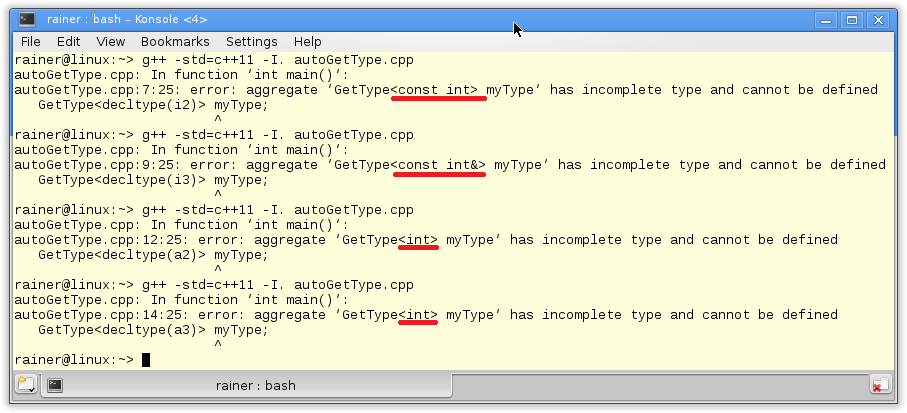 rainer : bash – Konsole <4>
File Edit View Bookmarks Settings Help
rainer@linux:~> g++ -std=c++11 -I. autoGetType.cpp
autoGetType.cpp: In function ‘int main()’:
autoGetType.cpp:7:25: error: aggregate ‘GetType<const int> myType’ has incomplete type and cannot be defined
   GetType<decltype(i2)> myType;
                         ^
rainer@linux:~> g++ -std=c++11 -I. autoGetType.cpp
autoGetType.cpp: In function ‘int main()’:
autoGetType.cpp:9:25: error: aggregate ‘GetType<const int&> myType’ has incomplete type and cannot be defined
   GetType<decltype(i3)> myType;
                         ^
rainer@linux:~> g++ -std=c++11 -I. autoGetType.cpp
autoGetType.cpp: In function ‘int main()’:
autoGetType.cpp:12:25: error: aggregate ‘GetType<int> myType’ has incomplete type and cannot be defined
   GetType<decltype(a2)> myType;
                         ^
rainer@linux:~> g++ -std=c++11 -I. autoGetType.cpp
autoGetType.cpp: In function ‘int main()’:
autoGetType.cpp:14:25: error: aggregate ‘GetType<int> myType’ has incomplete type and cannot be defined
   GetType<decltype(a3)> myType;
                         ^
rainer@linux:~>
rainer : bash